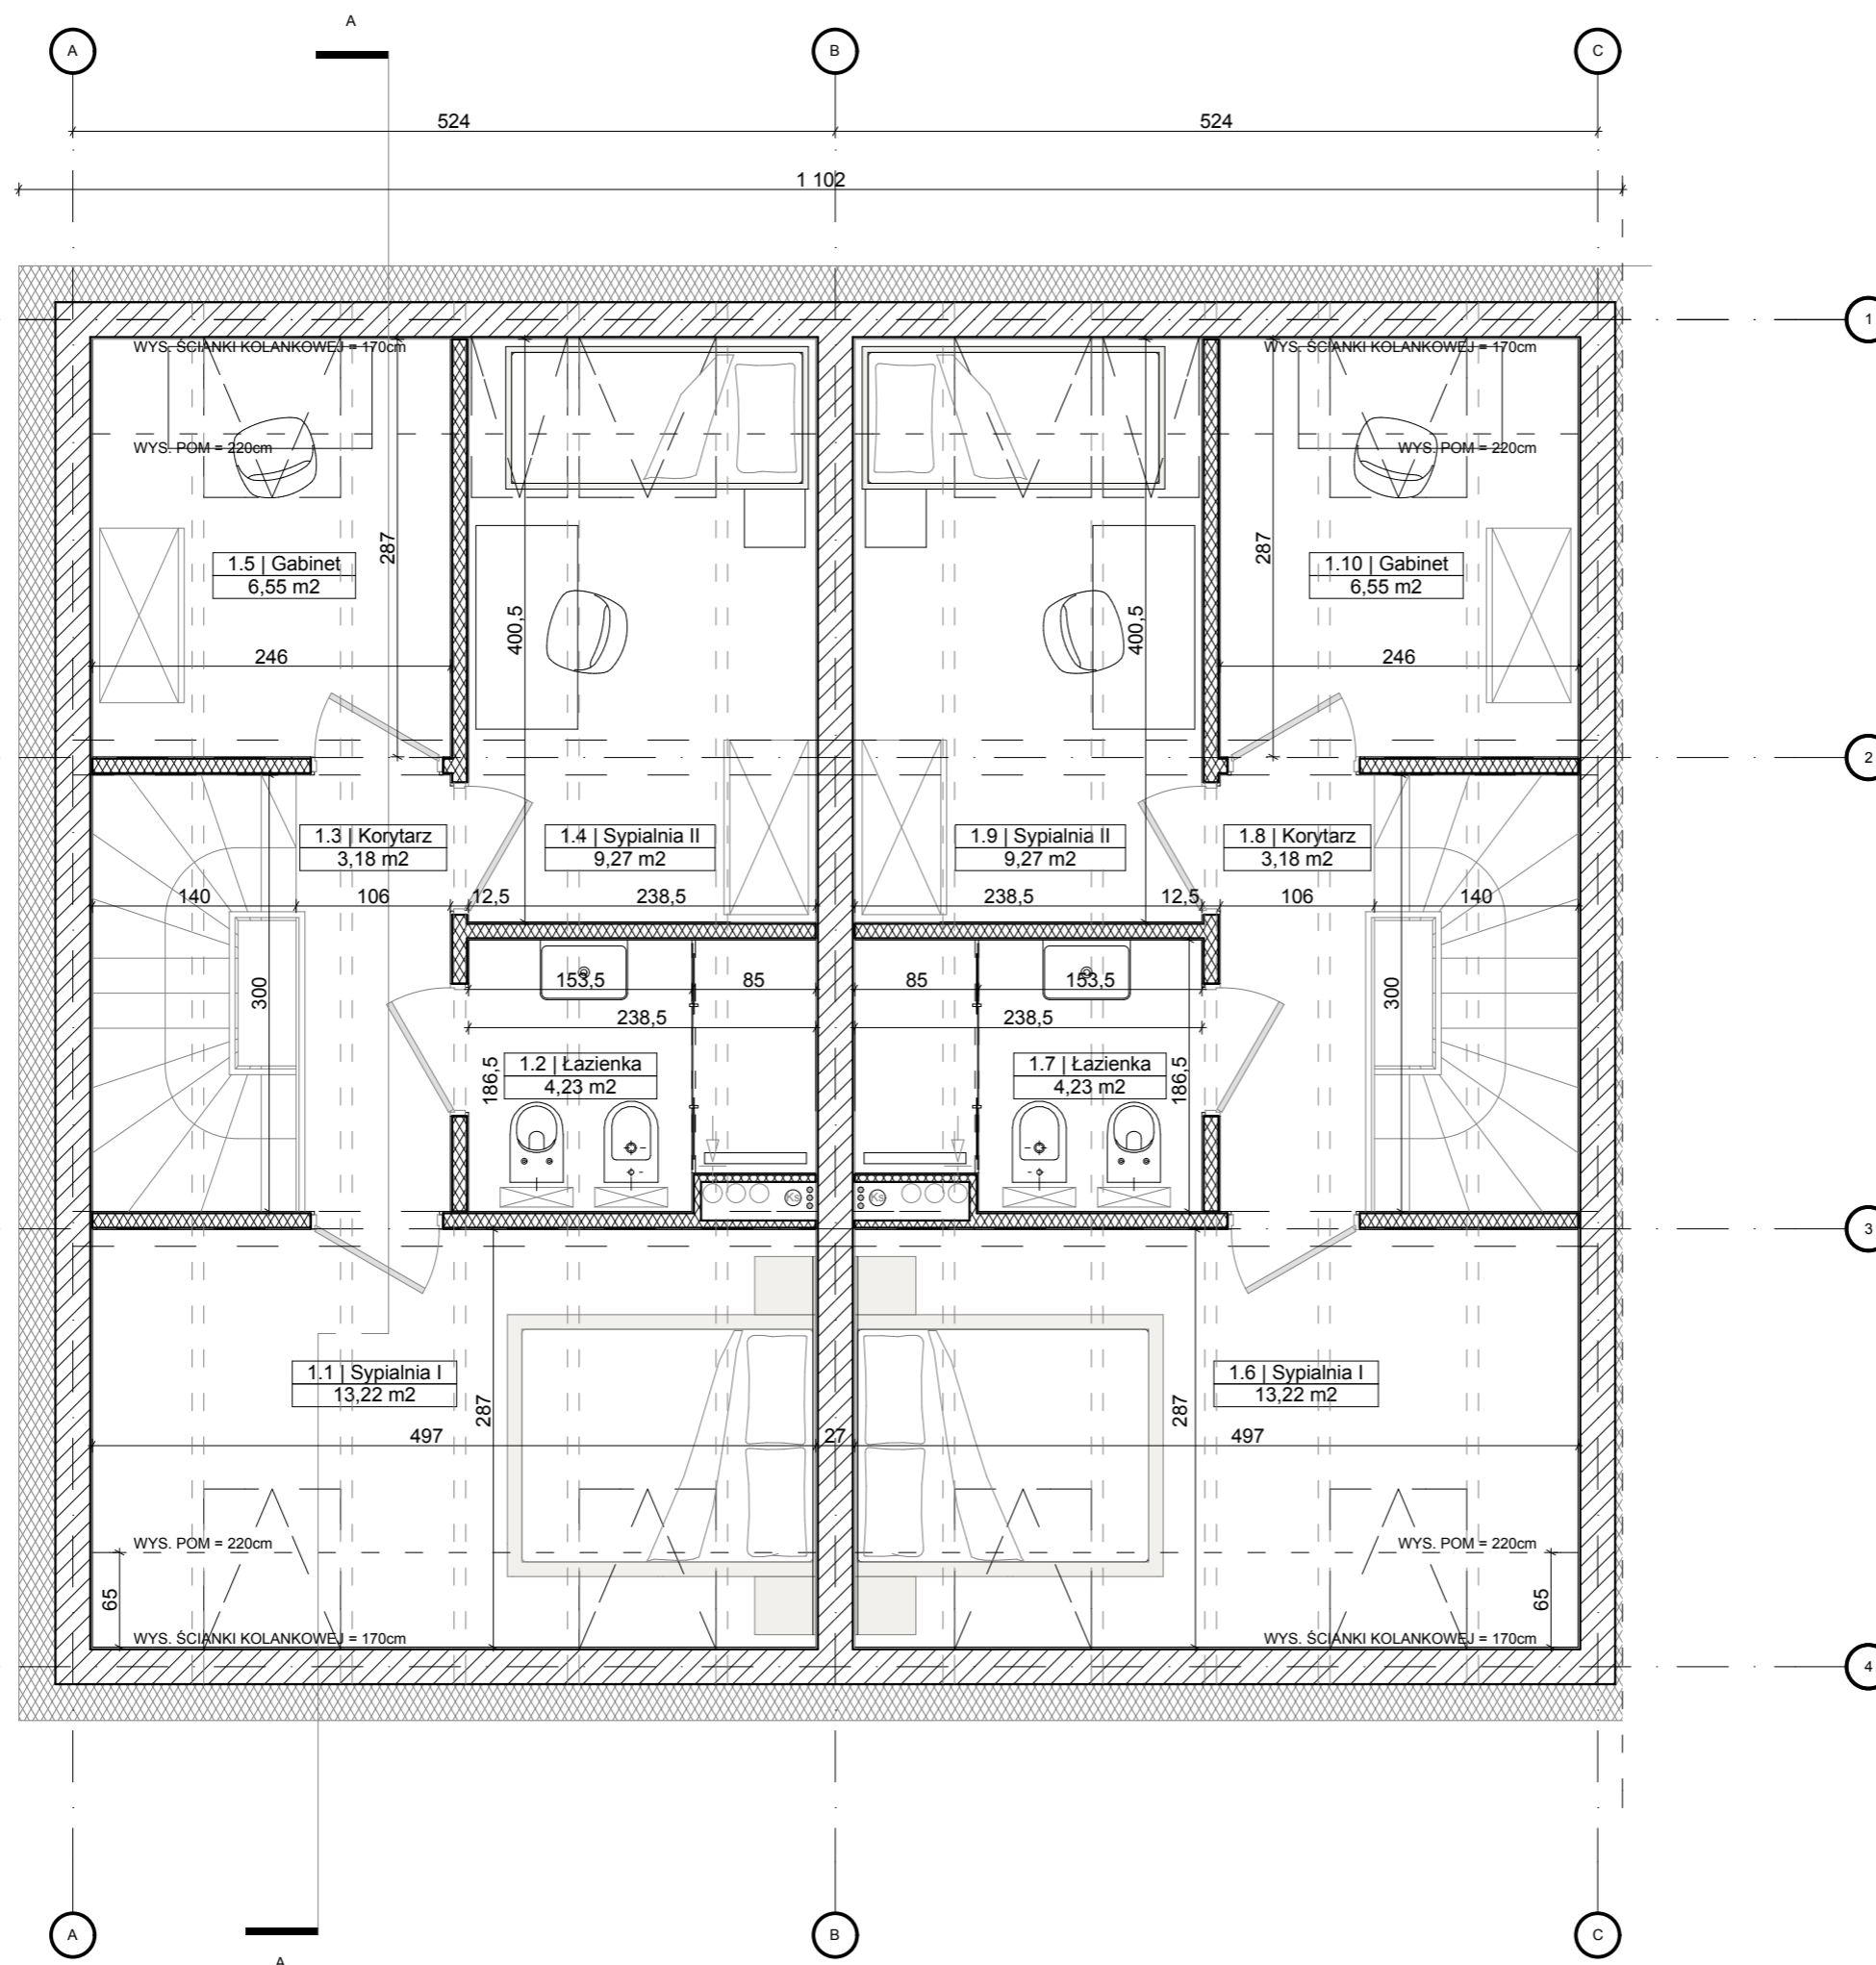 A
A B C
524 524
1 102
1
WYS. ŚCIANKI KOLANKOWEJ = 170cm WYS. ŚCIANKI KOLANKOWEJ = 170cm
WYS. POM = 220cm WYS. POM = 220cm
287 287
1.5 | Gabinet 1.10 | Gabinet
6,55 m2 6,55 m2
400,5 400,5
246 246
2
1.3 | Korytarz 1.4 | Sypialnia II 1.9 | Sypialnia II 1.8 | Korytarz
3,18 m2 9,27 m2 9,27 m2 3,18 m2
140 106 12,5 238,5 238,5 12,5 106 140
153,5 85 85 153,5
300 300
238,5 238,5
1.2 | Łazienka 1.7 | Łazienka
186,5 4,23 m2 4,23 m2 186,5
Ks Ks
3
1.1 | Sypialnia I 1.6 | Sypialnia I
13,22 m2 13,22 m2
287 287
497 27 497
WYS. POM = 220cm WYS. POM = 220cm
65 65
WYS. ŚCIANKI KOLANKOWEJ = 170cm WYS. ŚCIANKI KOLANKOWEJ = 170cm
4
A B C
A